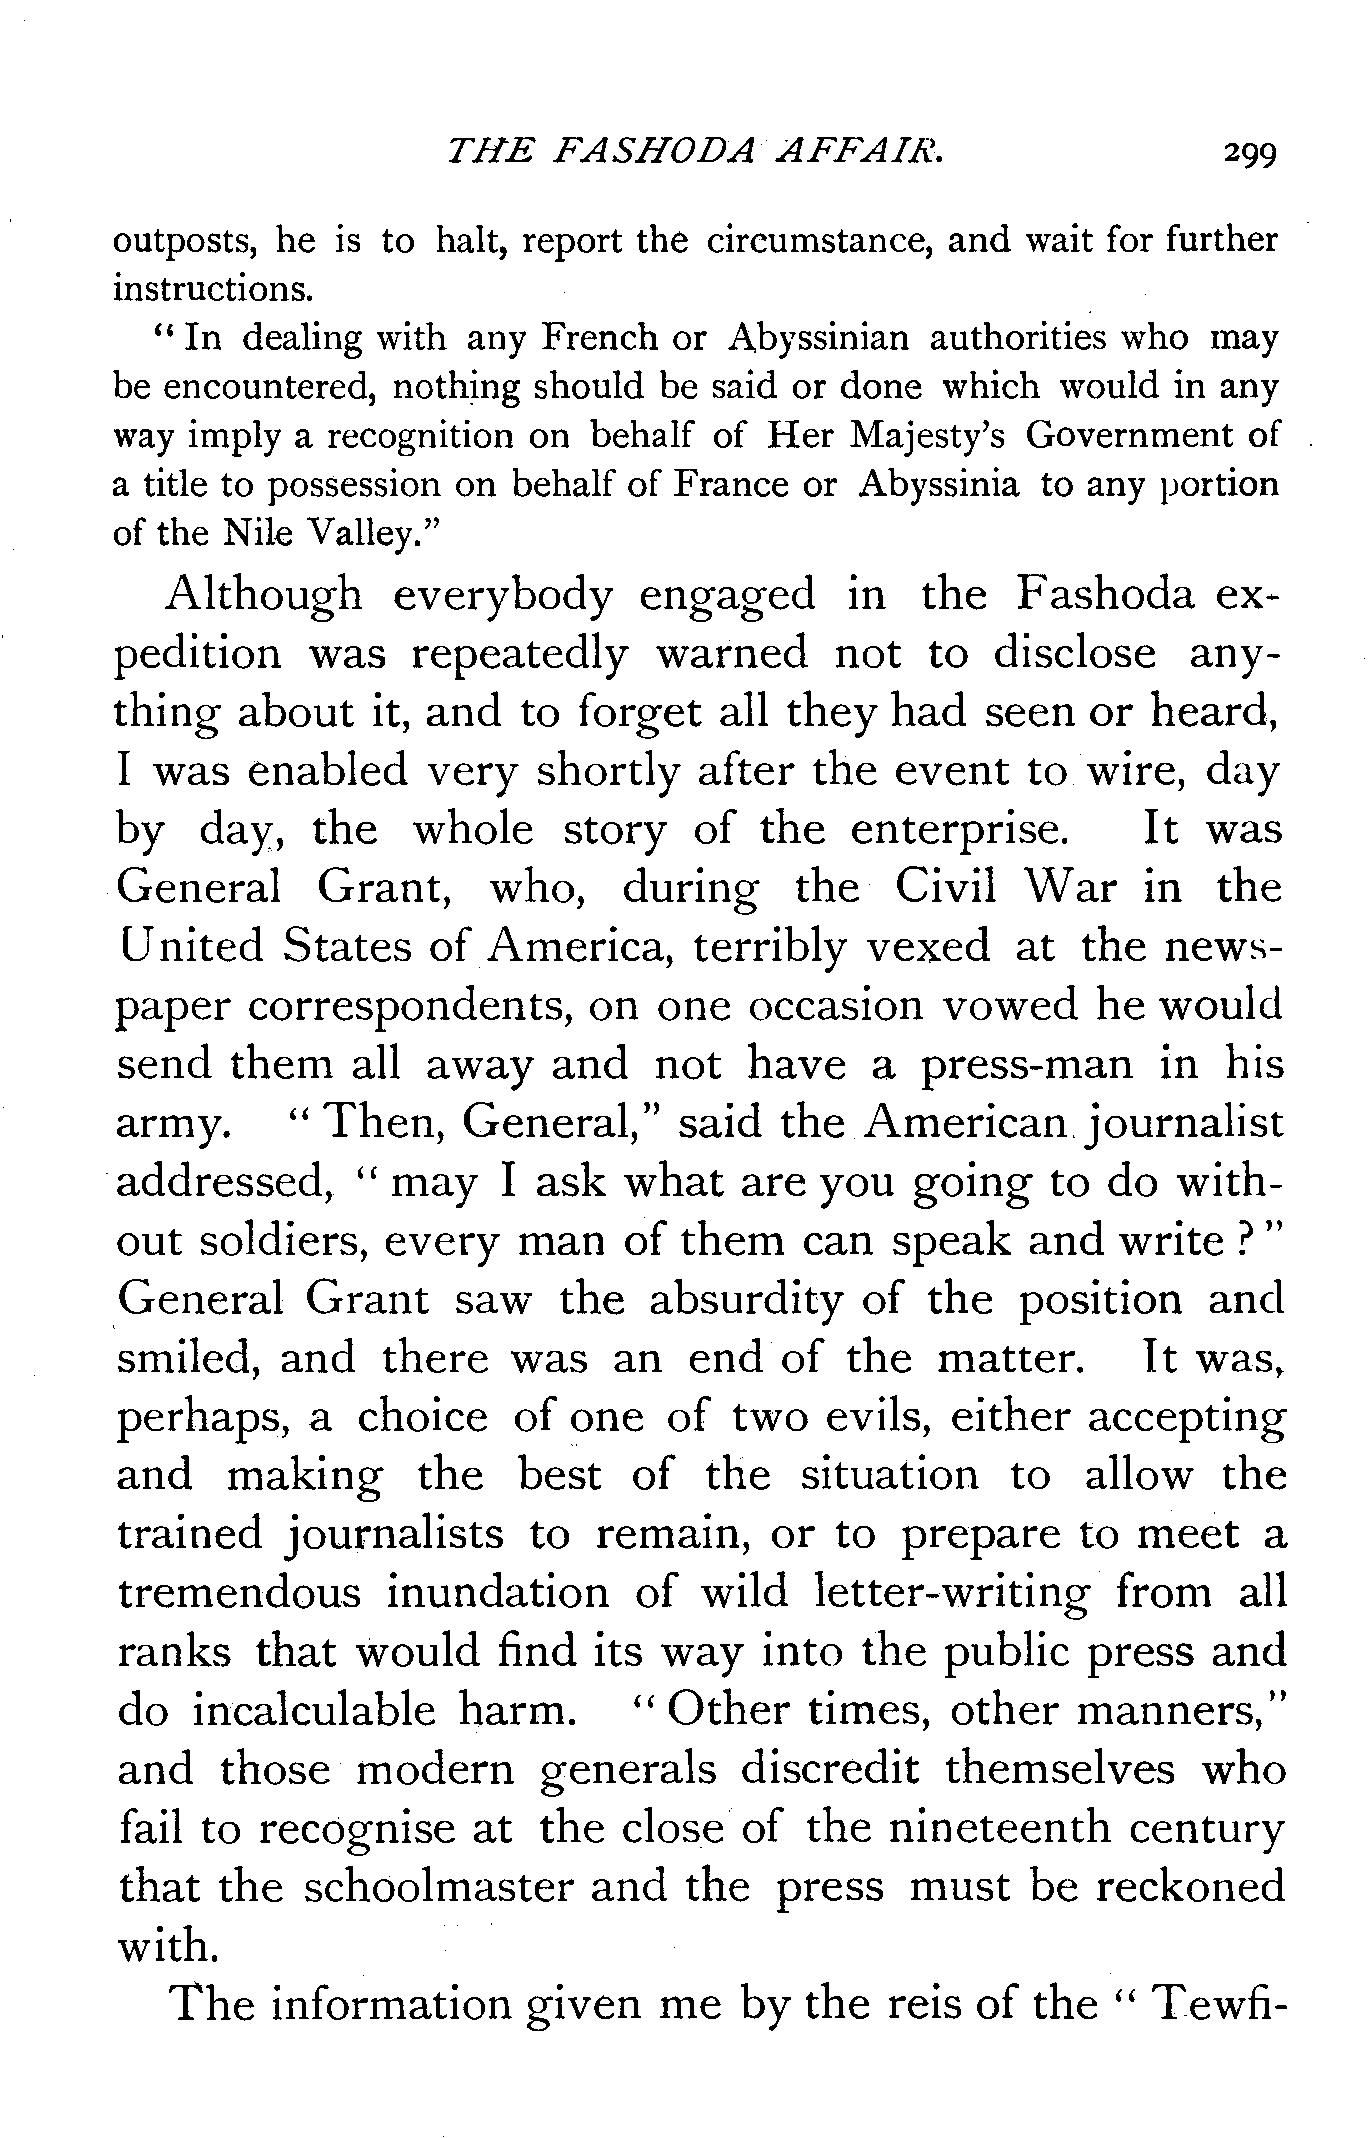 THE FASHODA AFFAIR. 299
outposts, he is to halt, report the circumstance, and wait for further
instructions.
“ In dealing with any French or Abyssinian authorities who may
be encountered, nothing should be said or done which would in any
way imply a recognition on behalf of Her Majesty’s Government of
a title to possession on behalf of France or Abyssinia to any portion
of the Nile Valley.”
Although everybody engaged in the Fashoda ex-
pedition was repeatedly warned not to disclose any-
thing about it, and to forget all they had seen or heard,
I was enabled very shortly after the event to wire, day
by day, the whole story of the enterprise. It was
General Grant, who, during the Civil War in the
United States of America, terribly vexed at the news-
paper correspondents, on one occasion vowed he would
send them all away and not have a press-man in his
army. “ Then, General,” said the American journalist
addressed, “ may I ask what are you going to do with-
out soldiers, every man of them can speak and write ? ”
General Grant saw the absurdity of the position and
smiled, and there was an end of the matter. It was,
perhaps, a choice of one of two evils, either accepting
and making the best of the situation to allow the
trained journalists to remain, or to prepare to meet a
tremendous inundation of wild letter-writing from all
ranks that would find its way into the public press and
do incalculable harm. “ Other times, other manners,”
and those modern generals discredit themselves who
fail to recognise at the close of the nineteenth century
that the schoolmaster and the press must be reckoned
with.
The information given me by the reis of the “ Tewfi-